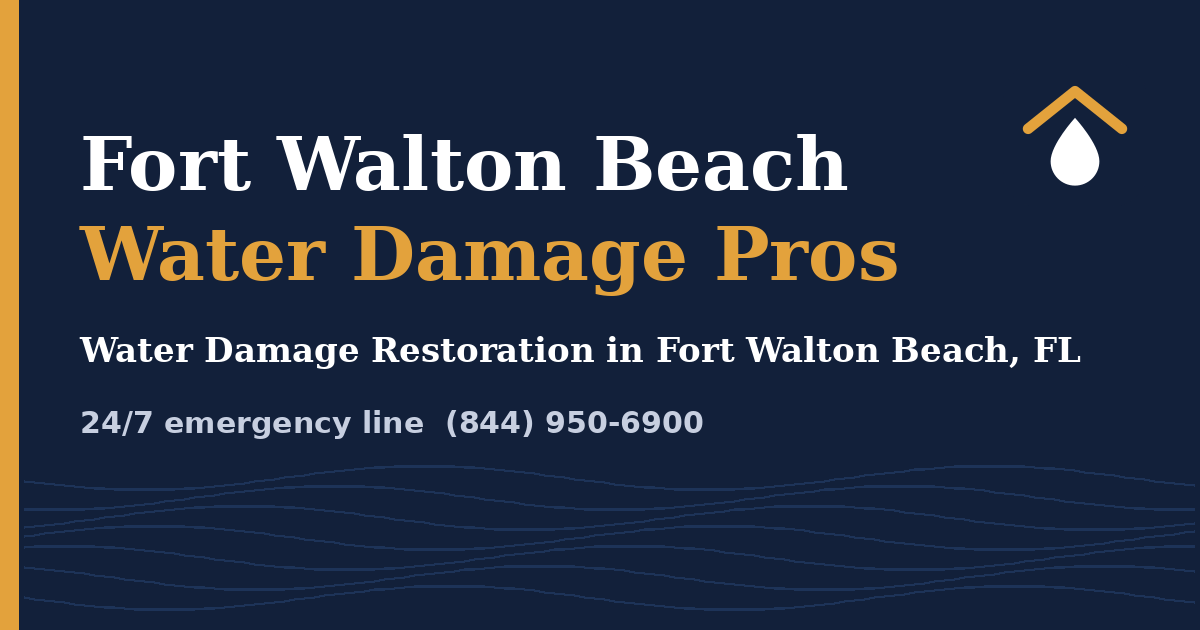 Fort Walton Beach
Water Damage Pros
Water Damage Restoration in Fort Walton Beach, FL
24/7 emergency line (844) 950-6900